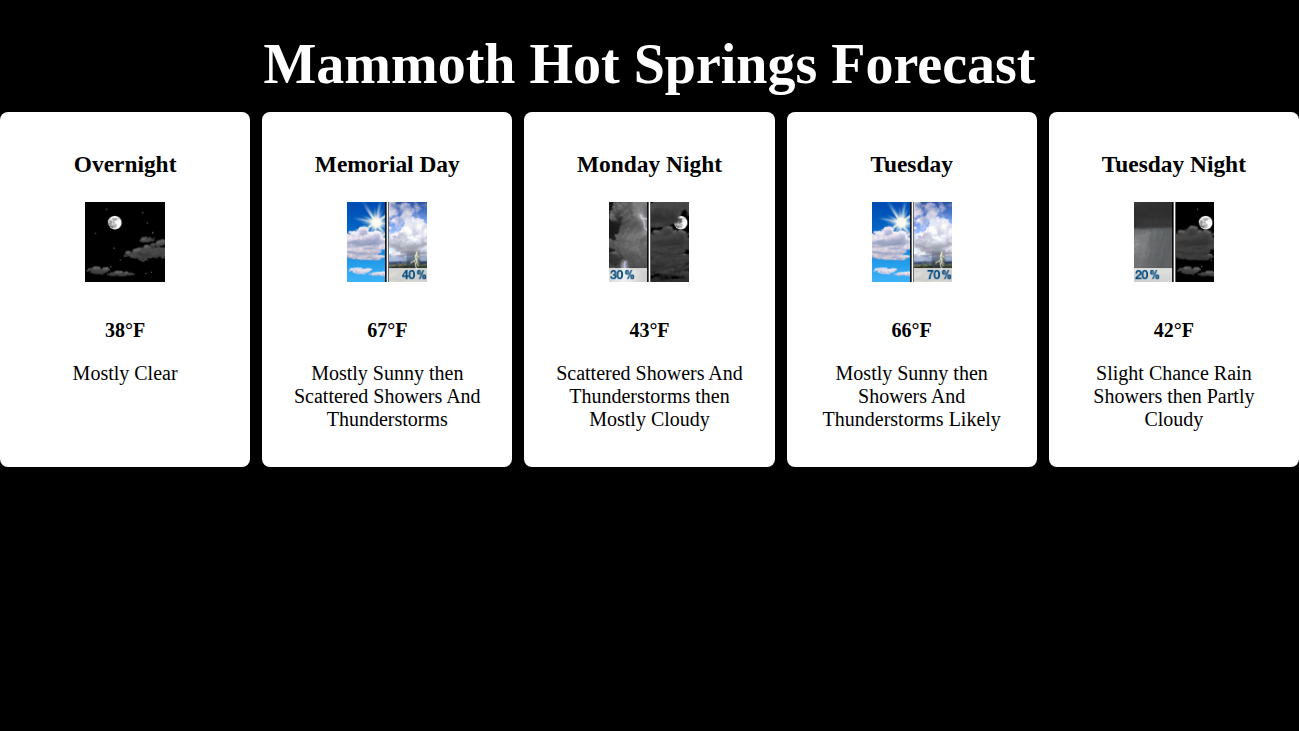 Mammoth Hot Springs Forecast
Overnight
38°F
Mostly Clear
Memorial Day
40%
67°F
Mostly Sunny then
Scattered Showers And
Thunderstorms
Monday Night
30%
43°F
Scattered Showers And
Thunderstorms then
Mostly Cloudy
Tuesday
70%
66°F
Mostly Sunny then
Showers And
Thunderstorms Likely
Tuesday Night
20%
42°F
Slight Chance Rain
Showers then Partly
Cloudy